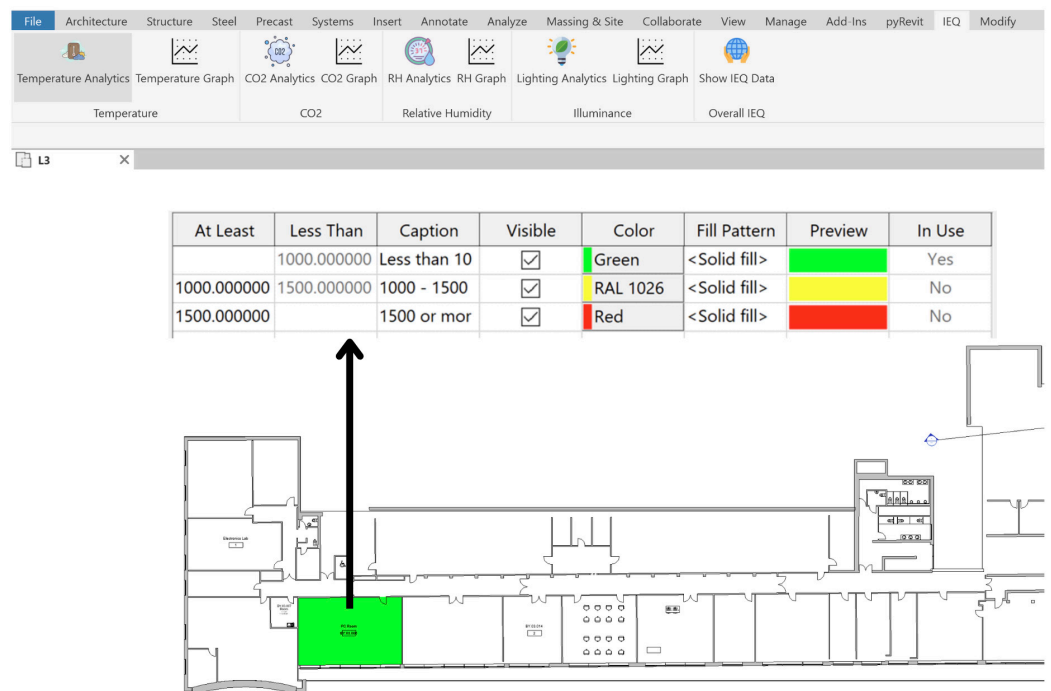 File Architecture Structure Steel Precast Systems Insert Annotate Analyze Massing & Site Collaborate View Manage Add-Ins pyRevit IEQ Modify
CO2
31°C
Temperature Analytics Temperature Graph CO2 Analytics CO2 Graph RH Analytics RH Graph Lighting Analytics Lighting Graph Show IEQ Data
Temperature CO2 Relative Humidity Illuminance Overall IEQ
L3
At Least Less Than Caption Visible Color Fill Pattern Preview In Use
1000.000000 Less than 10 Green <Solid fill> Yes
1000.000000 1500.000000 1000 - 1500 RAL 1026 <Solid fill> No
1500.000000 1500 or mor Red <Solid fill> No
Electronics Lab
PC Room